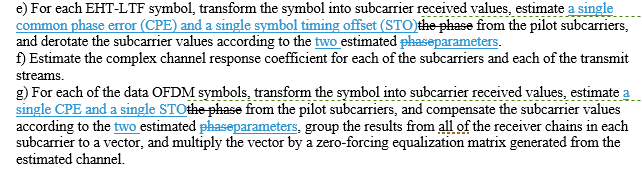 e) For each EHT-LTF symbol, transform the symbol into subcarrier received values, estimate a single
common phase error (CPE) and a single symbol timing offset (STO)the phase from the pilot subcarriers,
and derotate the subcarrier values according to the two estimated phaseparameters.
f) Estimate the complex channel response coefficient for each of the subcarriers and each of the transmit
streams.
g) For each of the data OFDM symbols, transform the symbol into subcarrier received values, estimate a
single CPE and a single STOthe phase from the pilot subcarriers, and compensate the subcarrier values
according to the two estimated phaseparameters, group the results from all of the receiver chains in each
subcarrier to a vector, and multiply the vector by a zero-forcing equalization matrix generated from the
estimated channel.